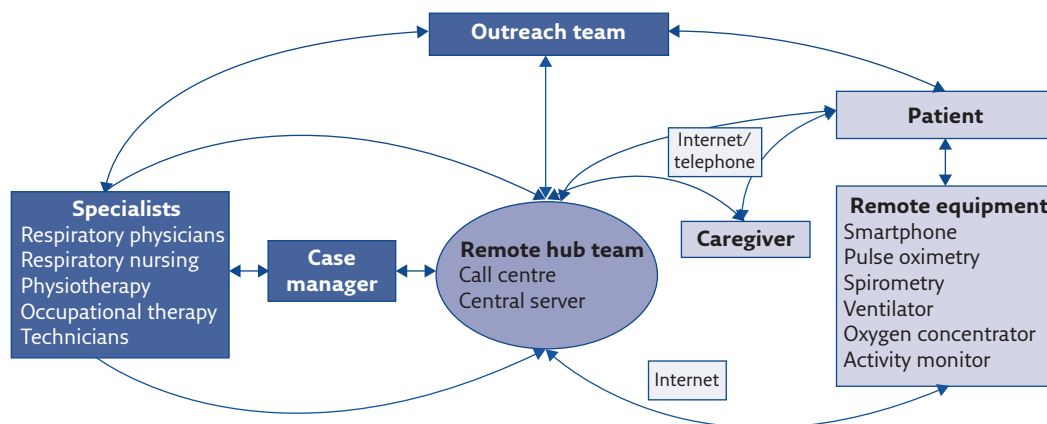 Outreach team
Patient
Internet/
telephone
Specialists
Respiratory physicians
Respiratory nursing
Physiotherapy
Occupational therapy
Technicians
Case
manager
Remote hub team
Call centre
Central server
Caregiver
Remote equipment
Smartphone
Pulse oximetry
Spirometry
Ventilator
Oxygen concentrator
Activity monitor
Internet